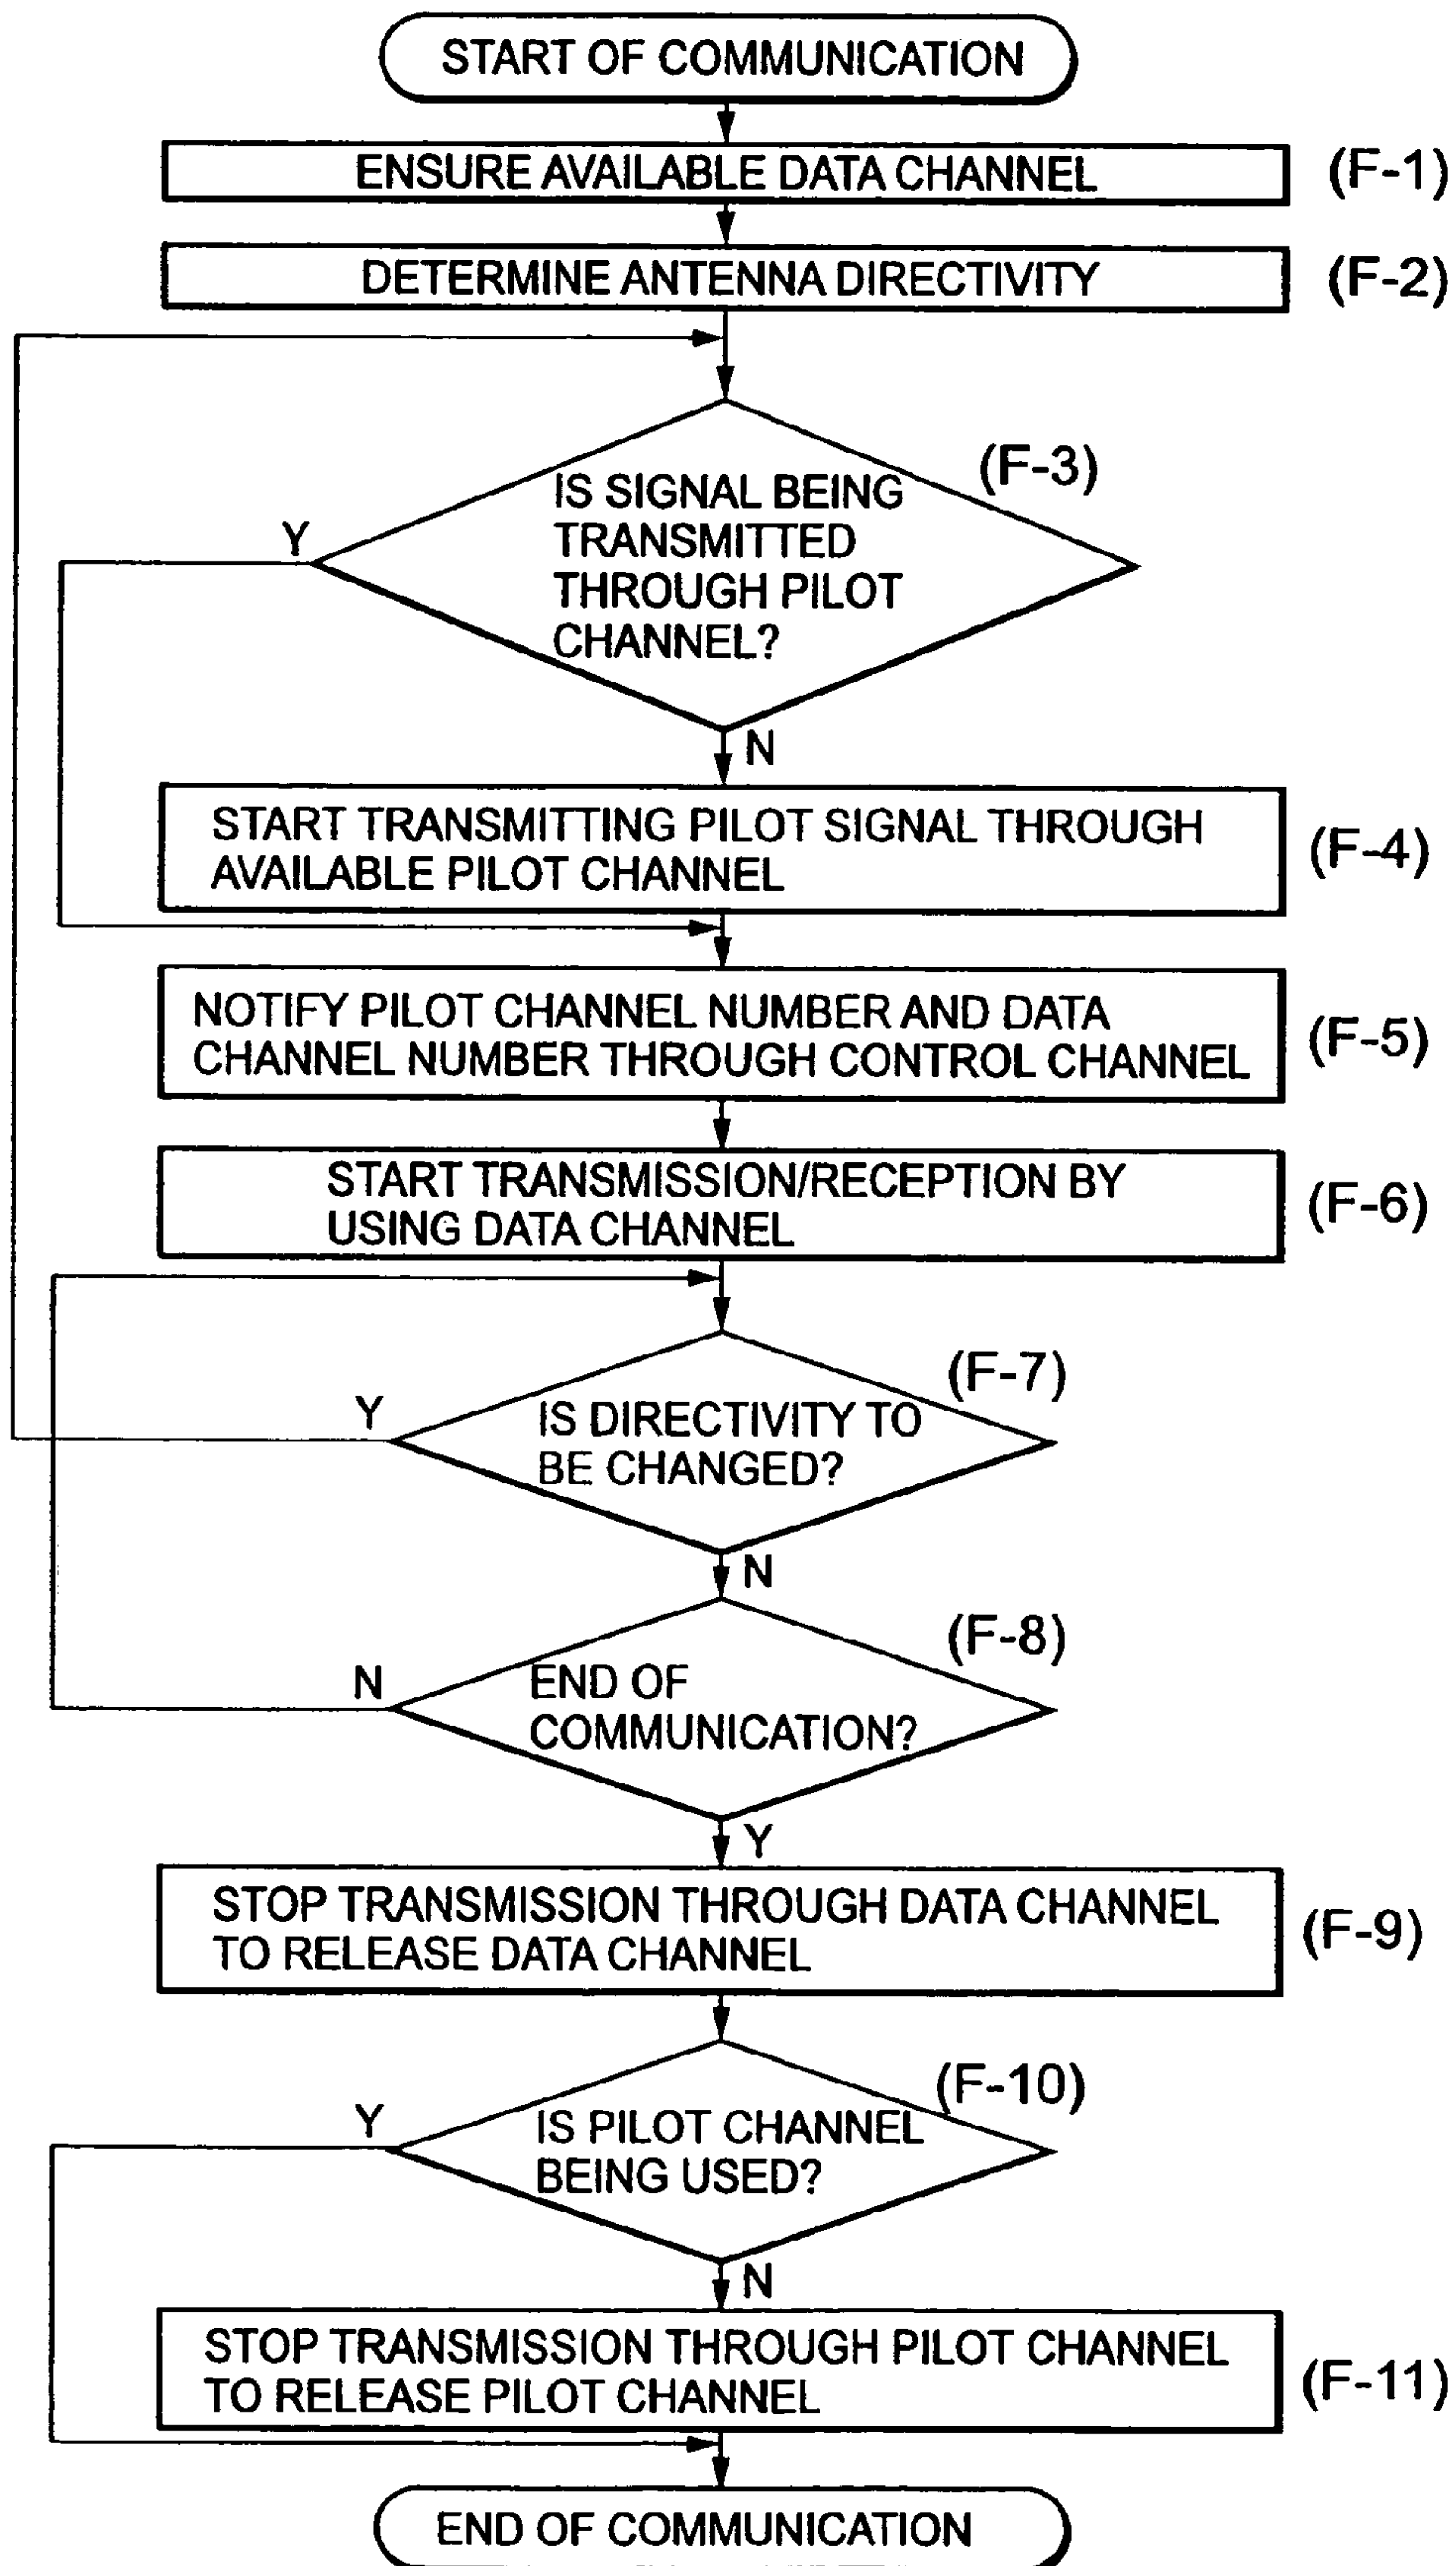 START OF COMMUNICATION
ENSURE AVAILABLE DATA CHANNEL
(F-1)
DETERMINE ANTENNA DIRECTIVITY
(F-2)
(F-3)
IS SIGNAL BEING
TRANSMITTED
THROUGH PILOT
CHANNEL?
Y
N
START TRANSMITTING PILOT SIGNAL THROUGH
AVAILABLE PILOT CHANNEL
(F-4)
NOTIFY PILOT CHANNEL NUMBER AND DATA
CHANNEL NUMBER THROUGH CONTROL CHANNEL
(F-5)
START TRANSMISSION/RECEPTION BY
USING DATA CHANNEL
(F-6)
(F-7)
Y
IS DIRECTIVITY TO
BE CHANGED?
N
(F-8)
N
END OF
COMMUNICATION?
Y
STOP TRANSMISSION THROUGH DATA CHANNEL
TO RELEASE DATA CHANNEL
(F-9)
(F-10)
Y
IS PILOT CHANNEL
BEING USED?
N
STOP TRANSMISSION THROUGH PILOT CHANNEL
TO RELEASE PILOT CHANNEL
(F-11)
END OF COMMUNICATION